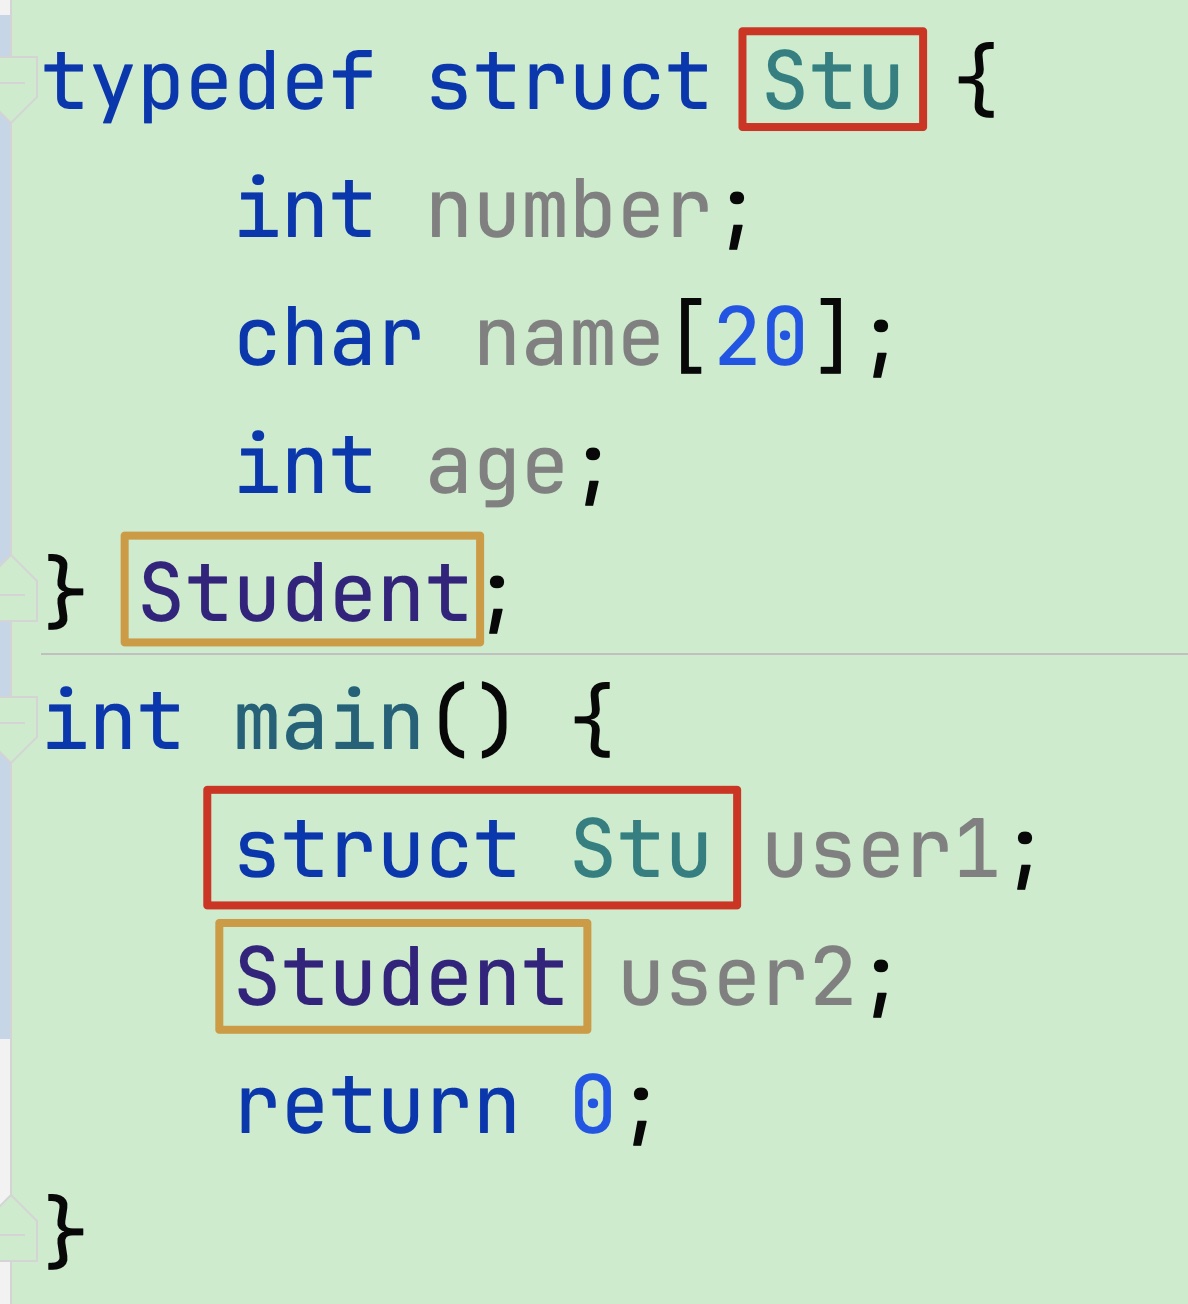 typedef struct Stu {
    int number;
    char name[20];
    int age;
} Student;
int main() {
    struct Stu user1;
    Student user2;
    return 0;
}